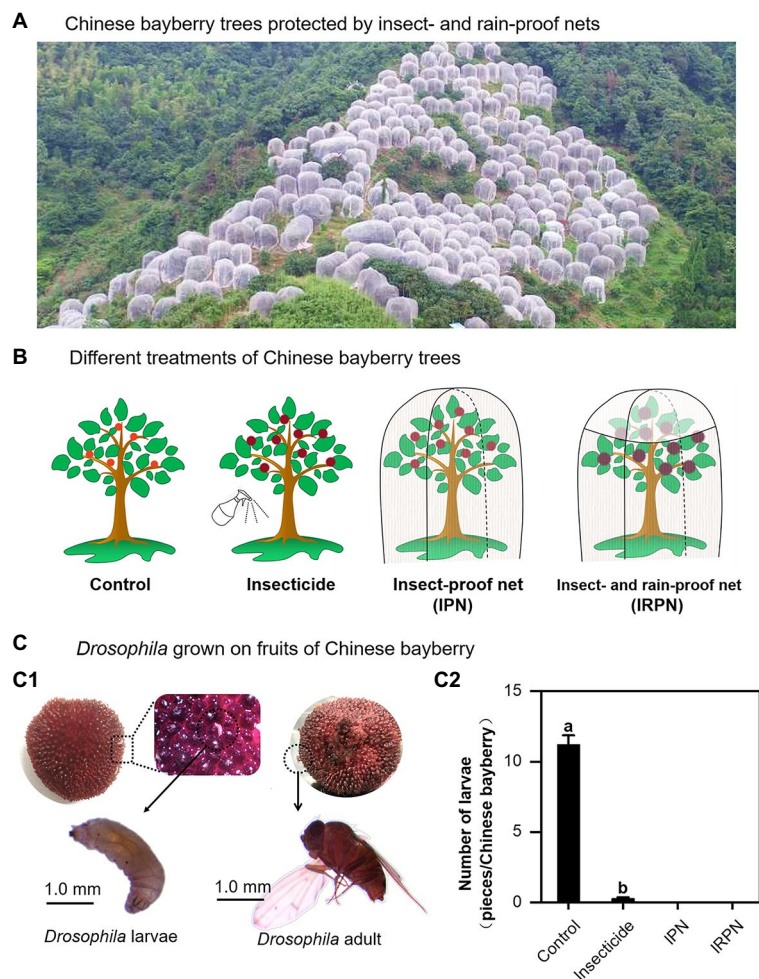 A Chinese bayberry trees protected by insect- and rain-proof nets
B Different treatments of Chinese bayberry trees
Control
Insecticide
Insect-proof net
(IPN)
Insect- and rain-proof net
(IRPN)
C Drosophila grown on fruits of Chinese bayberry
C1
1.0 mm
1.0 mm
Drosophila larvae
Drosophila adult
C2
Number of larvae
(pieces/Chinese bayberry)
15
10
5
0
a
b
Control
Insecticide
IPN
IRPN